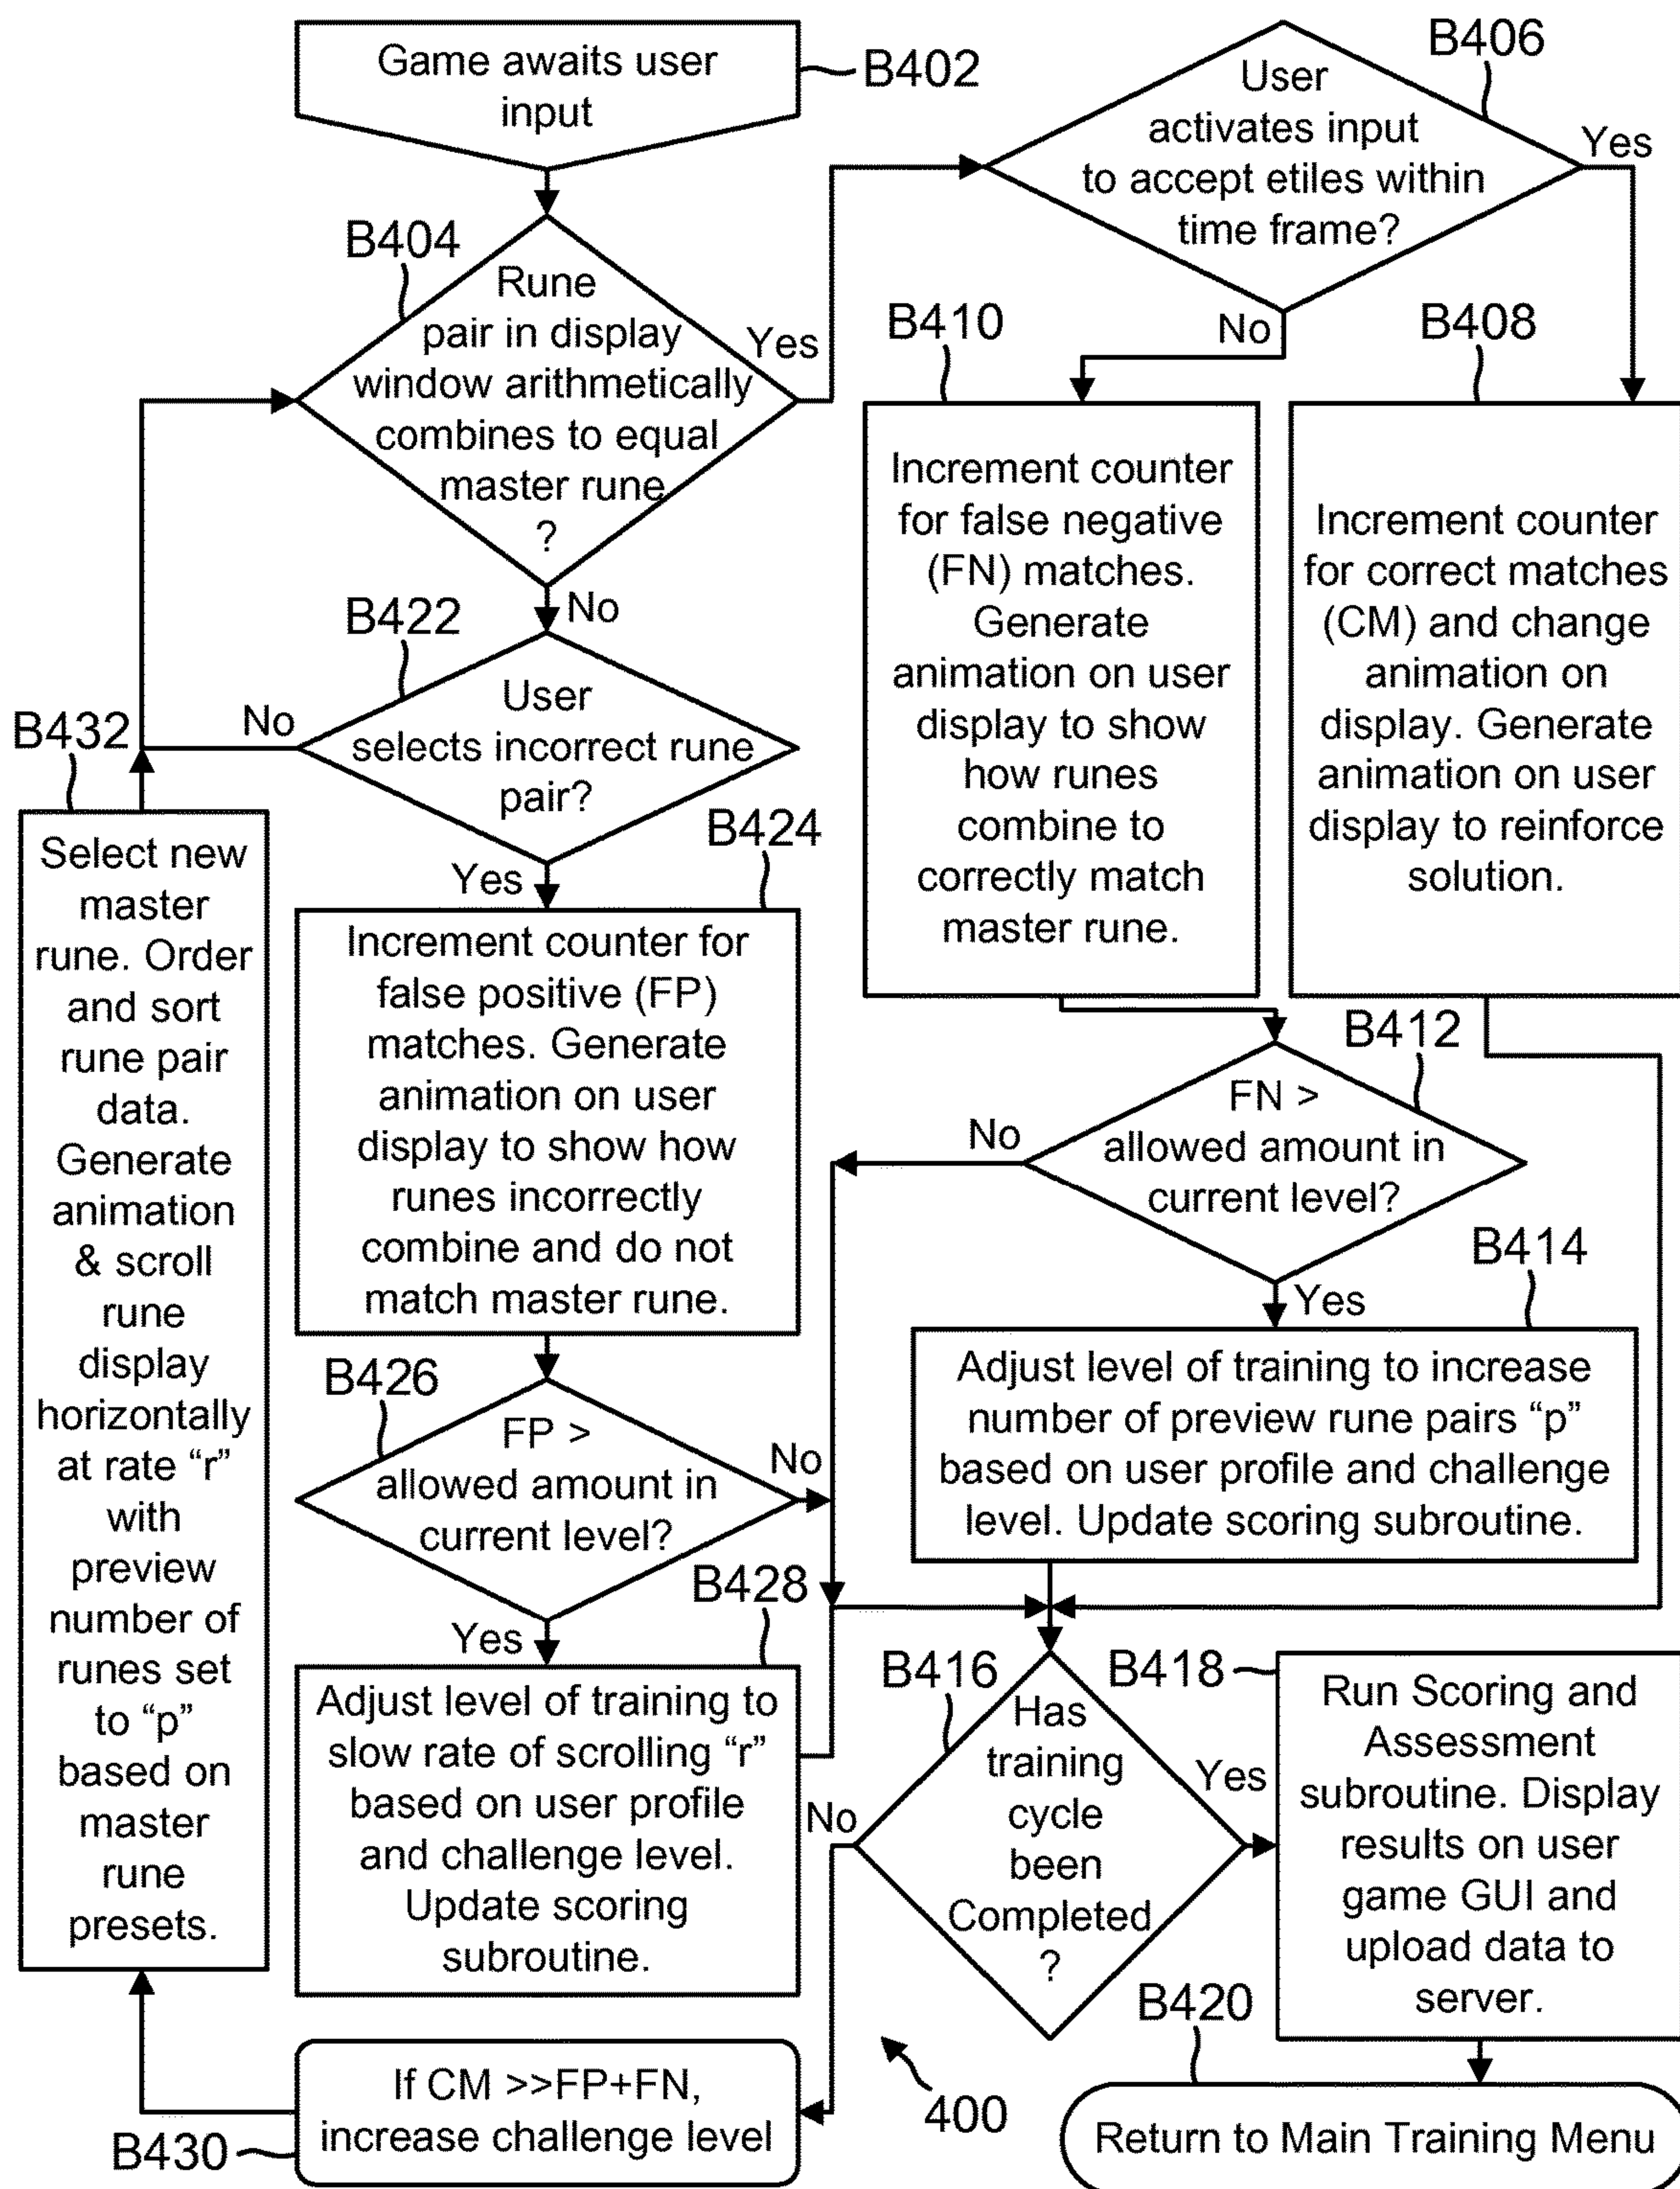 Game awaits user
input
B402
B404
Rune
pair in display
window arithmetically
combines to equal
master rune
?
Yes
No
B406
User
activates input
to accept etiles within
time frame?
Yes
No
B410
Increment counter
for false negative
(FN) matches.
Generate
animation on user
display to show
how runes
combine to
correctly match
master rune.
B408
Increment counter
for correct matches
(CM) and change
animation on
display. Generate
animation on user
display to reinforce
solution.
B422
User
selects incorrect rune
pair?
No
Yes
B424
Increment counter for
false positive (FP)
matches. Generate
animation on user
display to show how
runes incorrectly
combine and do not
match master rune.
B412
FN >
allowed amount in
current level?
No
Yes
B414
Adjust level of training to increase
number of preview rune pairs “p”
based on user profile and challenge
level. Update scoring subroutine.
B426
FP >
allowed amount in
current level?
No
Yes
B428
Adjust level of training to
slow rate of scrolling “r”
based on user profile
and challenge level.
Update scoring
subroutine.
B416
Has
training
cycle
been
Completed
?
No
Yes
B418
Run Scoring and
Assessment
subroutine. Display
results on user
game GUI and
upload data to
server.
B420
Return to Main Training Menu
400
B430
If CM >>FP+FN,
increase challenge level
B432
Select new
master
rune. Order
and sort
rune pair
data.
Generate
animation
& scroll
rune
display
horizontally
at rate “r”
with
preview
number of
runes set
to “p”
based on
master
rune
presets.